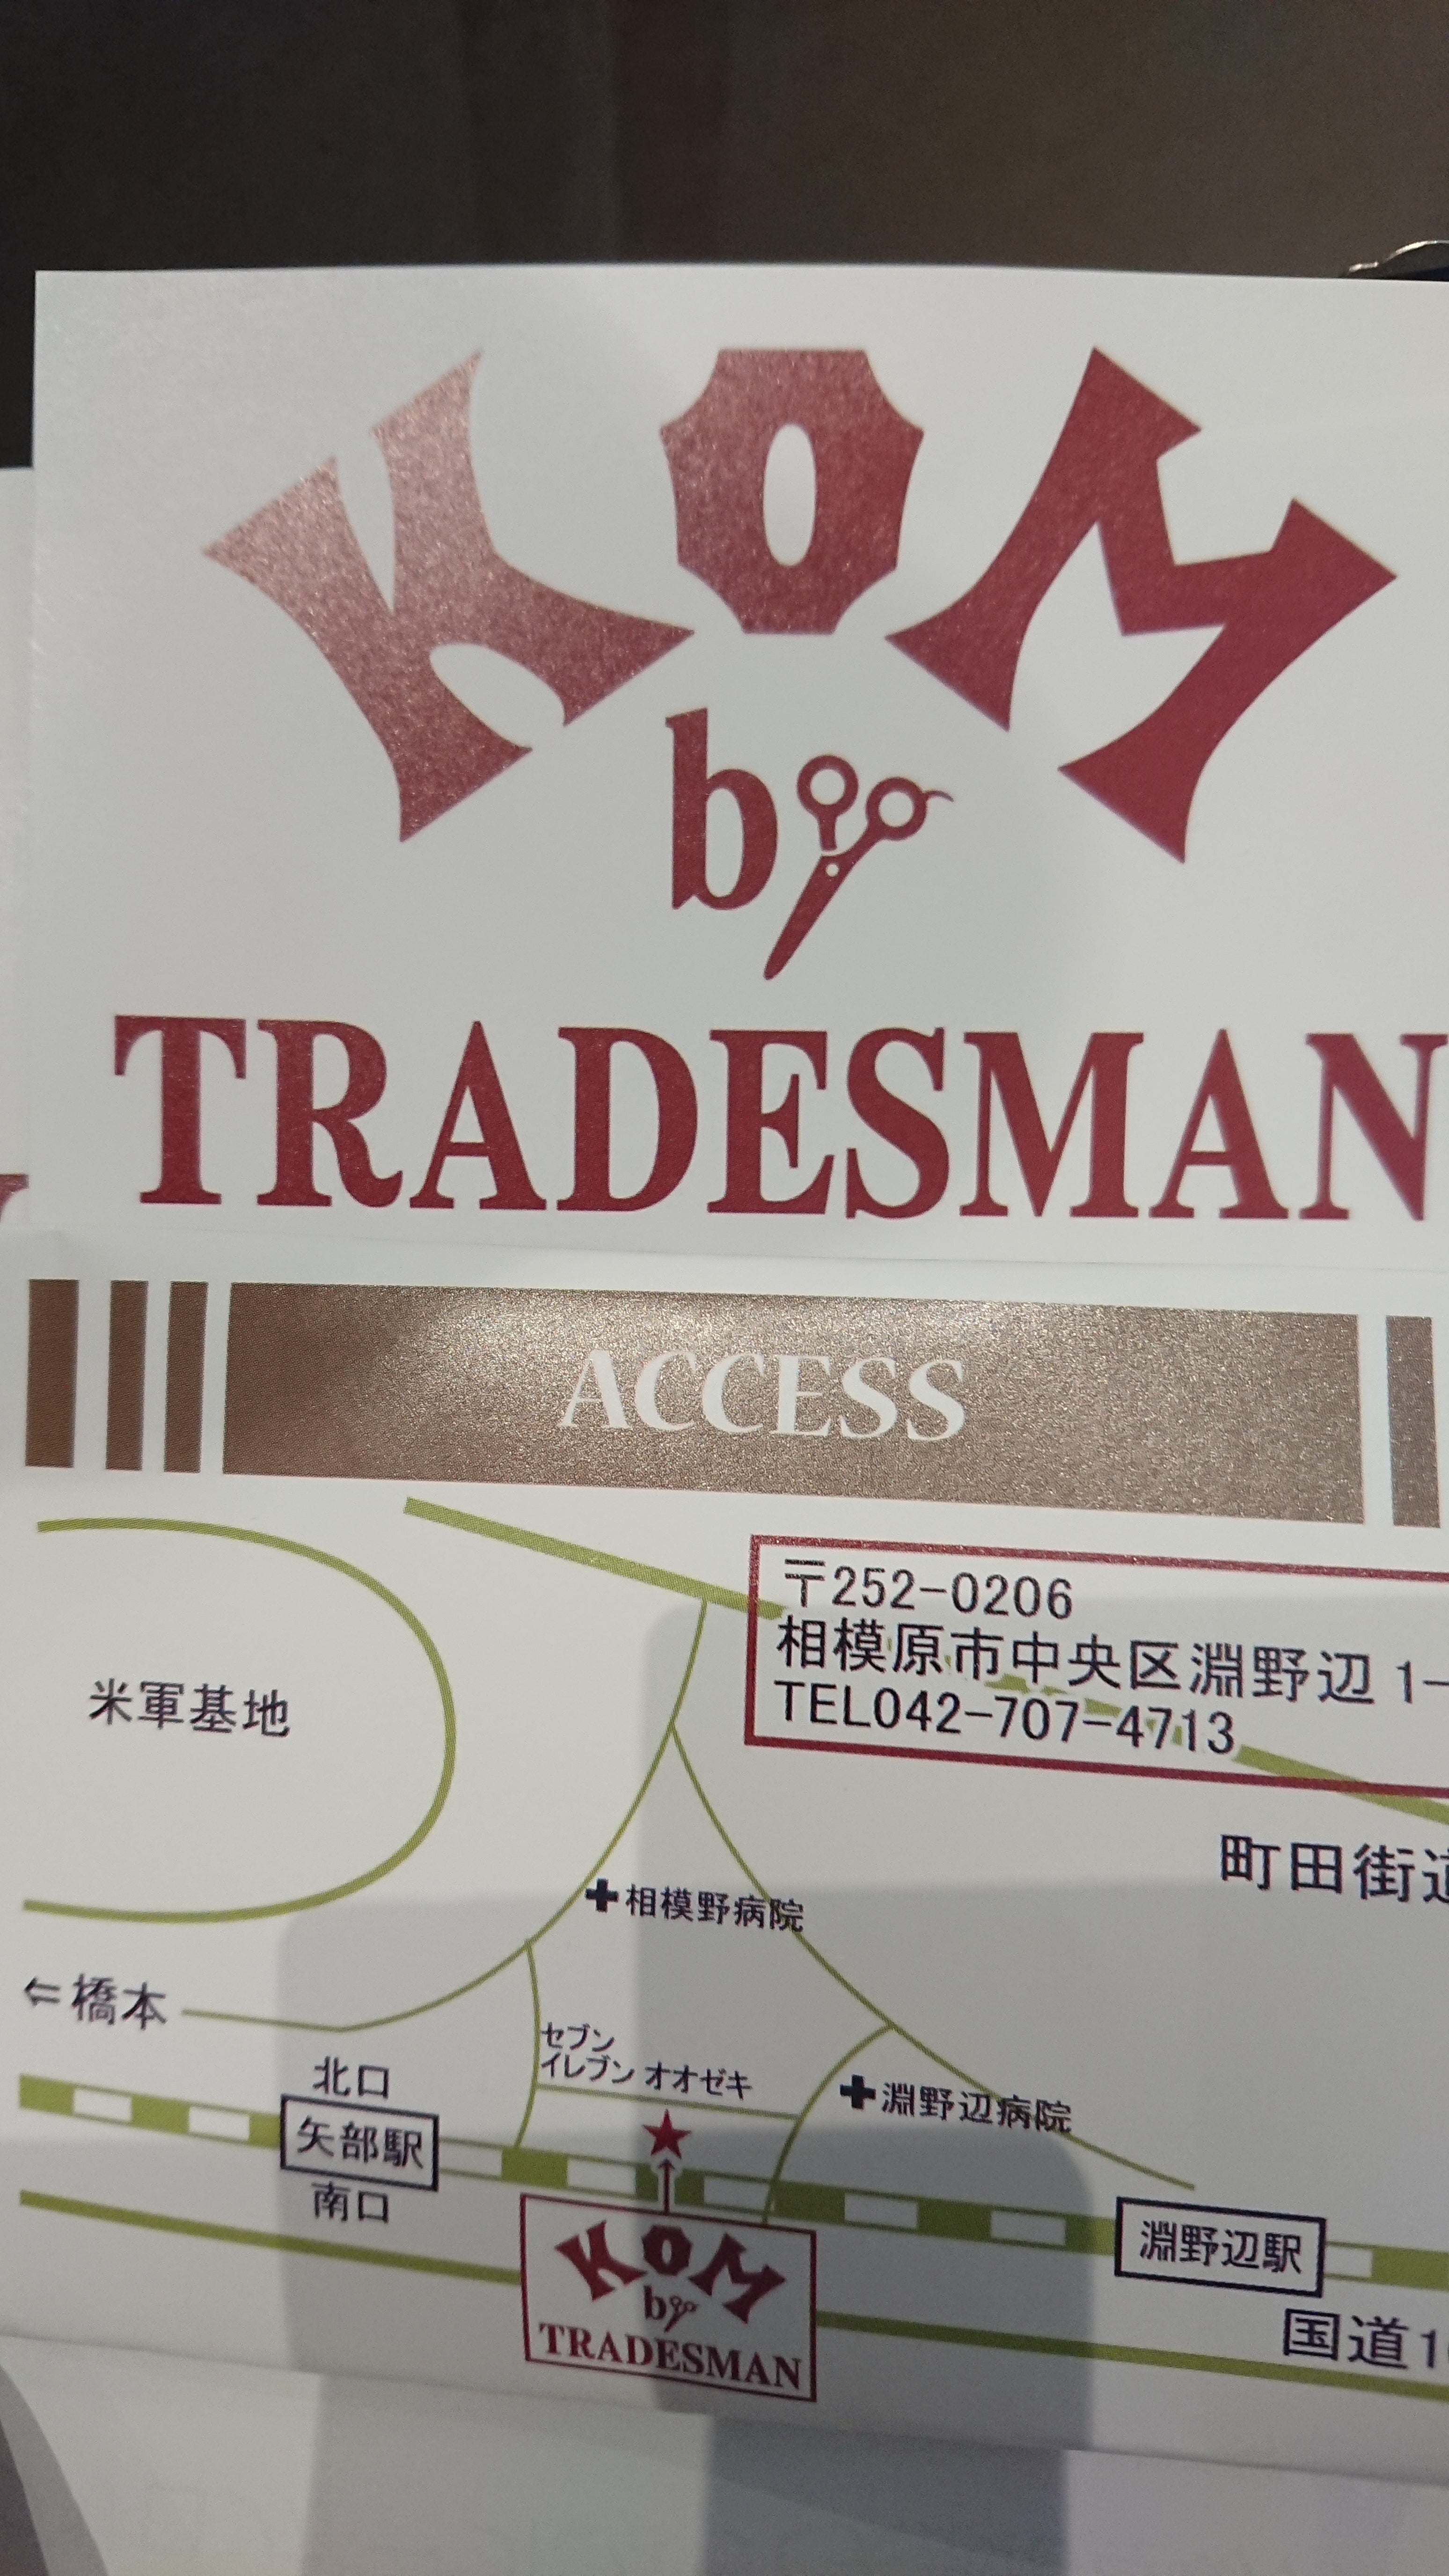 KOM
by
TRADESMAN
ACCESS
〒252-0206
相模原市中央区淵野辺 1-
TEL042-707-4713
米軍基地
町田街道
✚相模野病院
⇐橋本
セブン
イレブン オオゼキ
✚淵野辺病院
北口
矢部駅
南口
淵野辺駅
国道1
KOM
by
TRADESMAN